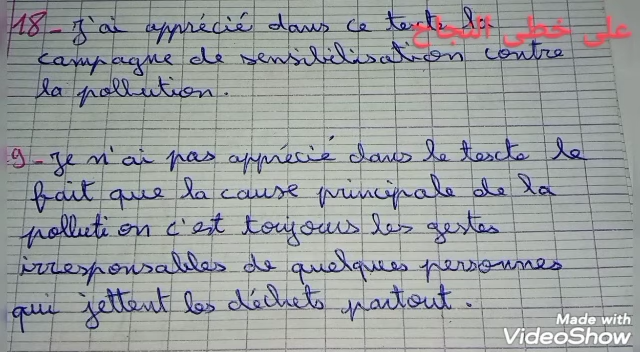 18- J'ai apprécié dans ce texte la
على خطى النجاح
campagne de sensibilisation contre
la pollution.
9- Je n'ai pas apprécié dans le texte le
fait que la cause principale de la
pollution c'est toujours les gestes
irresponsables de quelques personnes
qui jettent les déchets partout.
Made with
VideoShow